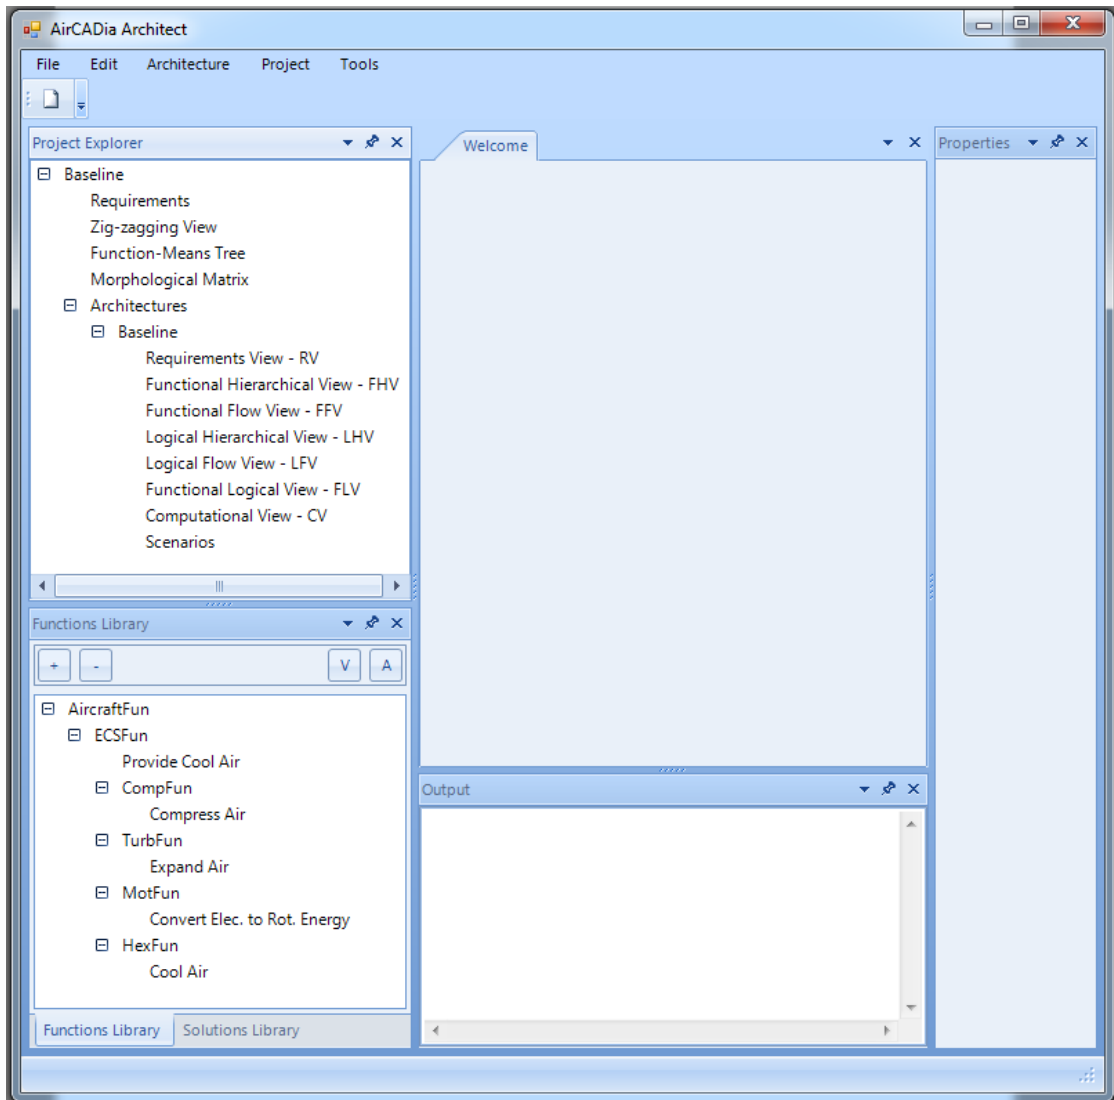 AirCADia Architect
File Edit Architecture Project Tools
Project Explorer
Baseline
Requirements
Zig-zagging View
Function-Means Tree
Morphological Matrix
Architectures
Baseline
Requirements View - RV
Functional Hierarchical View - FHV
Functional Flow View - FFV
Logical Hierarchical View - LHV
Logical Flow View - LFV
Functional Logical View - FLV
Computational View - CV
Scenarios
Functions Library
+ - V A
AircraftFun
ECSFun
Provide Cool Air
CompFun
Compress Air
TurbFun
Expand Air
MotFun
Convert Elec. to Rot. Energy
HexFun
Cool Air
Functions Library Solutions Library
Welcome
Output
Properties